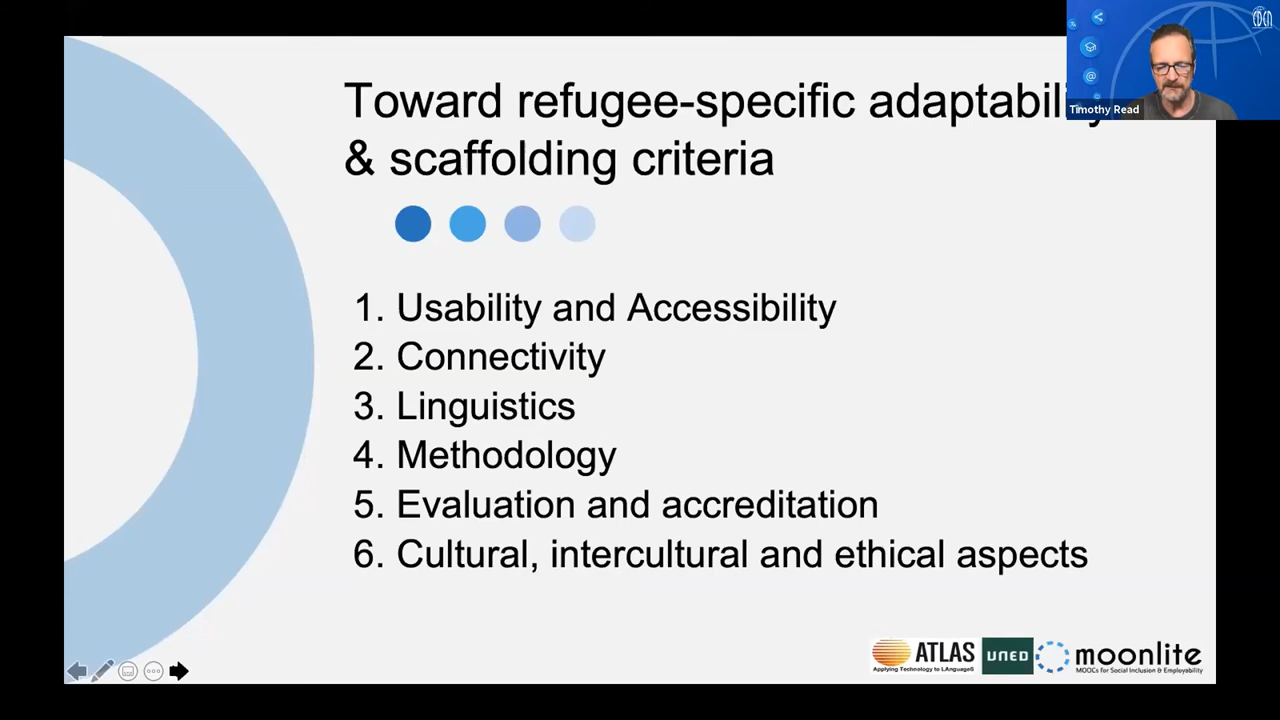 Toward refugee-specific adaptability
& scaffolding criteria
1. Usability and Accessibility
2. Connectivity
3. Linguistics
4. Methodology
5. Evaluation and accreditation
6. Cultural, intercultural and ethical aspects
ATLAS
Applying Technology to LAnguageS
UNED
moonlite
MOOCs for Social Inclusion & Employability
EDEN
@
Timothy Read